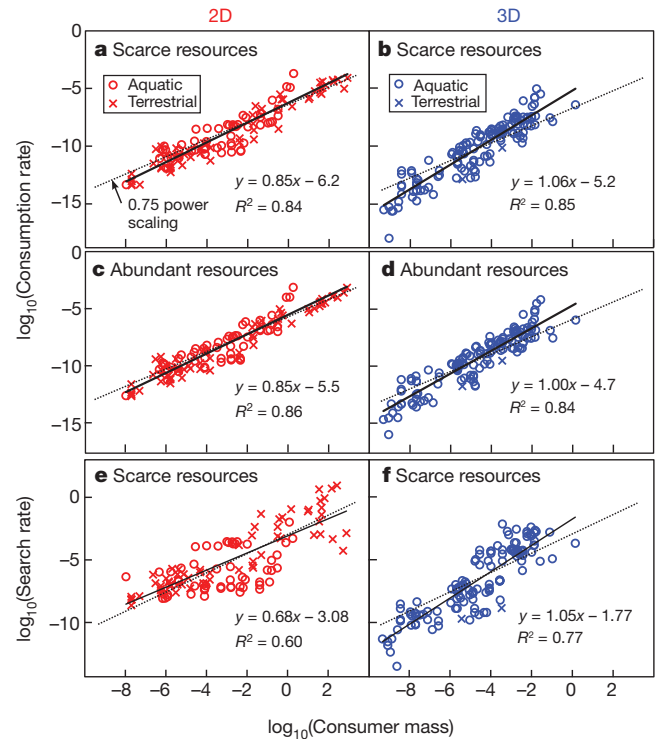 2D
3D
a Scarce resources
Aquatic
Terrestrial
0.75 power
scaling
y = 0.85x − 6.2
R² = 0.84
b Scarce resources
Aquatic
Terrestrial
y = 1.06x − 5.2
R² = 0.85
0
−5
−10
−15
log₁₀(Consumption rate)
c Abundant resources
y = 0.85x − 5.5
R² = 0.86
d Abundant resources
y = 1.00x − 4.7
R² = 0.84
−5
−10
−15
e Scarce resources
y = 0.68x − 3.08
R² = 0.60
f Scarce resources
y = 1.05x − 1.77
R² = 0.77
0
−5
−10
log₁₀(Search rate)
−8 −6 −4 −2 0 2
−8 −6 −4 −2 0 2
log₁₀(Consumer mass)